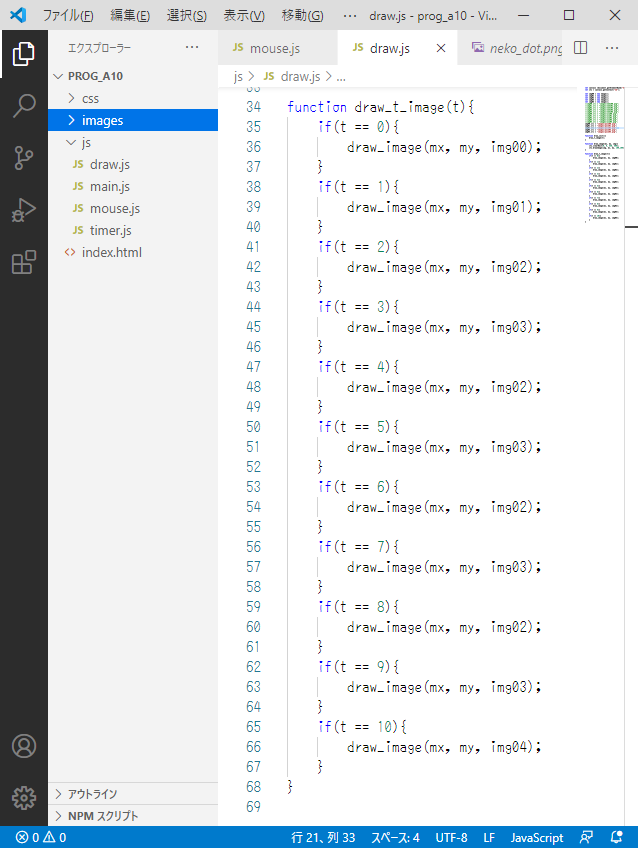 ファイル(F) 編集(E) 選択(S) 表示(V) 移動(G) ··· draw.js - prog_a10 - Vi...
エクスプローラー ···
PROG_A10
css
images
js
JS draw.js
JS main.js
JS mouse.js
JS timer.js
<> index.html
アウトライン
NPM スクリプト
JS mouse.js JS draw.js × neko_dot.png ···
js > JS draw.js > ...
33
34 function draw_t_image(t){
35 if(t == 0){
36 draw_image(mx, my, img00);
37 }
38 if(t == 1){
39 draw_image(mx, my, img01);
40 }
41 if(t == 2){
42 draw_image(mx, my, img02);
43 }
44 if(t == 3){
45 draw_image(mx, my, img03);
46 }
47 if(t == 4){
48 draw_image(mx, my, img02);
49 }
50 if(t == 5){
51 draw_image(mx, my, img03);
52 }
53 if(t == 6){
54 draw_image(mx, my, img02);
55 }
56 if(t == 7){
57 draw_image(mx, my, img03);
58 }
59 if(t == 8){
60 draw_image(mx, my, img02);
61 }
62 if(t == 9){
63 draw_image(mx, my, img03);
64 }
65 if(t == 10){
66 draw_image(mx, my, img04);
67 }
68 }
69
0 0 行 21、列 33 スペース: 4 UTF-8 LF JavaScript